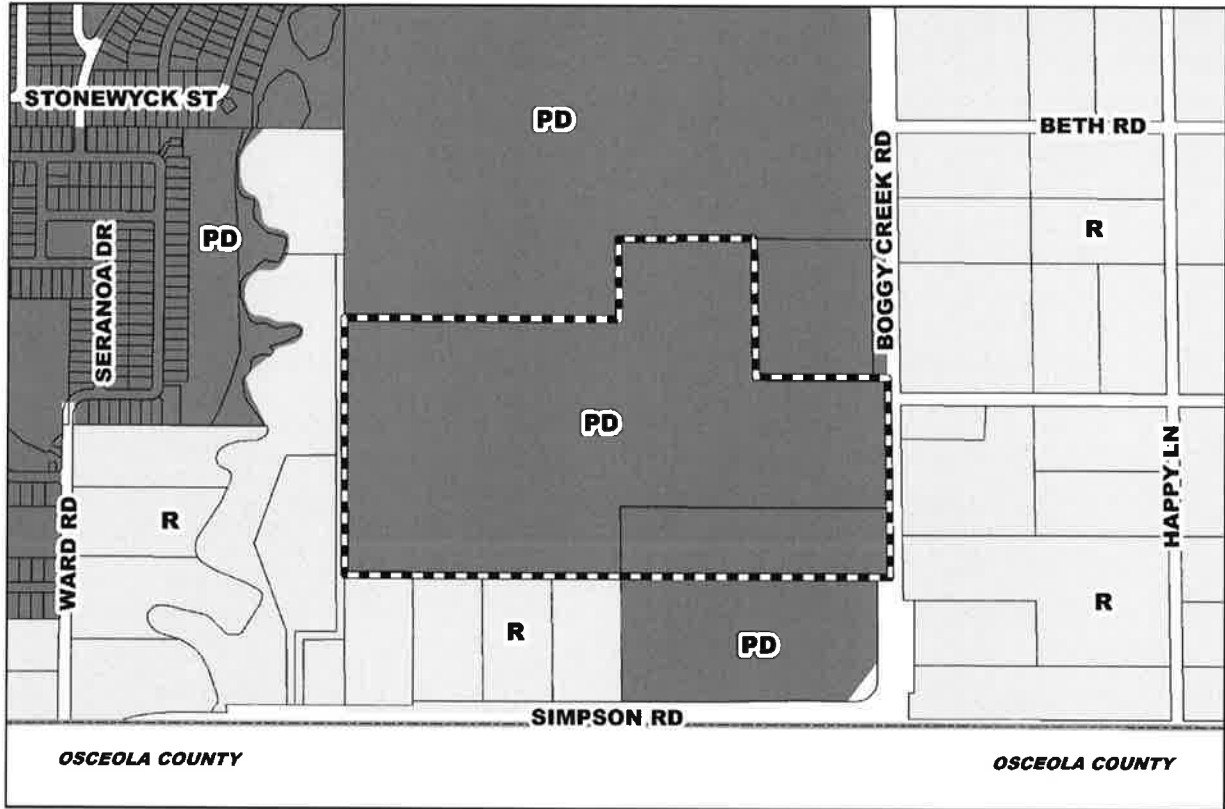 STONEWYCK ST
PD
BETH RD
BOGGY CREEK RD
R
PD
SERANOA DR
PD
HAPPY LN
WARD RD
R
R
R
PD
SIMPSON RD
OSCEOLA COUNTY
OSCEOLA COUNTY